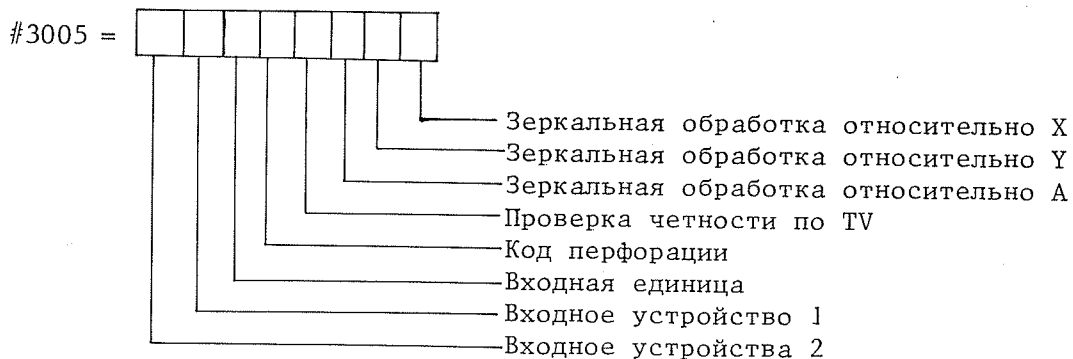 #3005 =
Зеркальная обработка относительно X
Зеркальная обработка относительно Y
Зеркальная обработка относительно A
Проверка четности по TV
Код перфорации
Входная единица
Входное устройство 1
Входное устройства 2